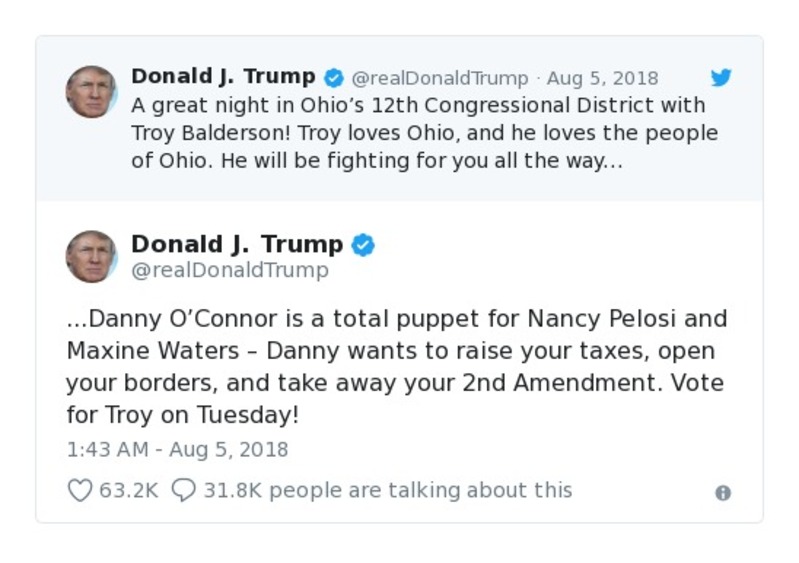 Donald J. Trump @realDonaldTrump · Aug 5, 2018
A great night in Ohio’s 12th Congressional District with
Troy Balderson! Troy loves Ohio, and he loves the people
of Ohio. He will be fighting for you all the way...
Donald J. Trump
@realDonaldTrump
...Danny O’Connor is a total puppet for Nancy Pelosi and
Maxine Waters – Danny wants to raise your taxes, open
your borders, and take away your 2nd Amendment. Vote
for Troy on Tuesday!
1:43 AM - Aug 5, 2018
63.2K 31.8K people are talking about this